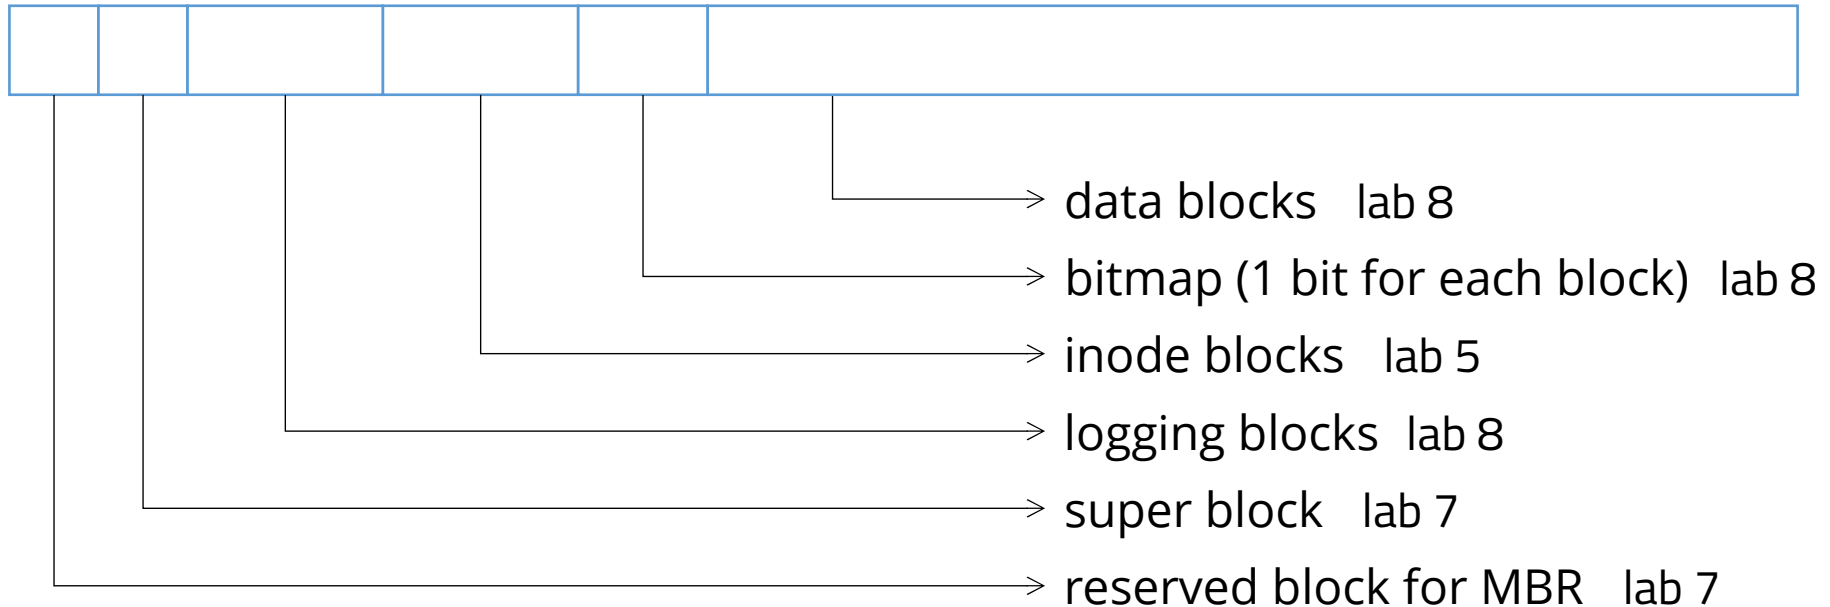 data blocks lab 8
bitmap (1 bit for each block) lab 8
inode blocks lab 5
logging blocks lab 8
super block lab 7
reserved block for MBR lab 7